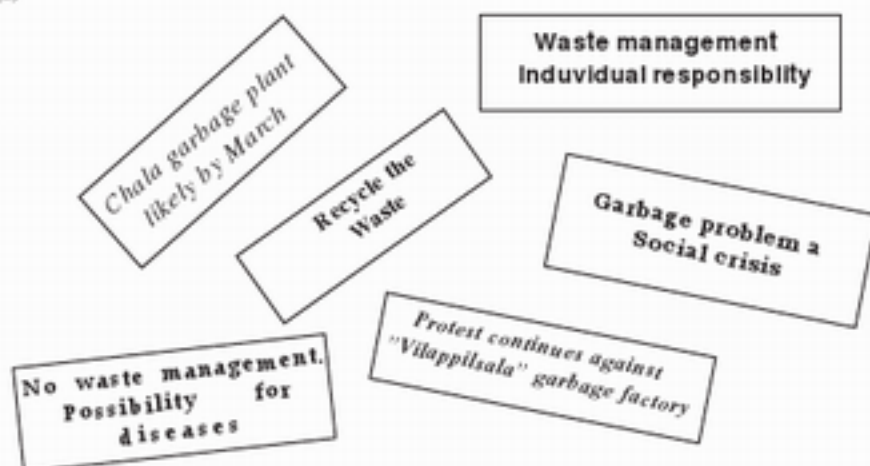 Waste management
Induvidual responsiblity
Chala garbage plant
likely by March
Recycle the
Waste
Garbage problem a
Social crisis
Protest continues against
"Vilappilsala" garbage factory
No waste management.
Possibility for
diseases